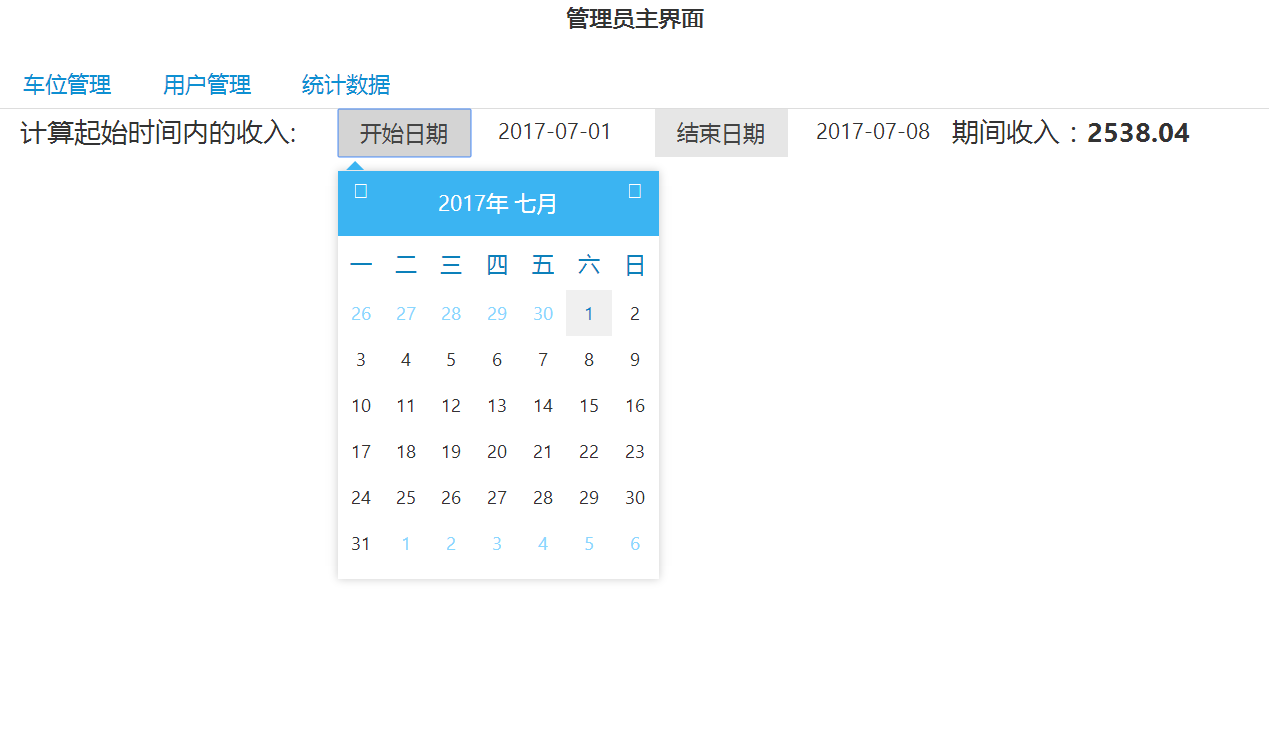 管理员主界面
车位管理 用户管理 统计数据
计算起始时间内的收入: 开始日期 2017-07-01 结束日期 2017-07-08 期间收入：2538.04
2017年 七月
一 二 三 四 五 六 日
26 27 28 29 30 1 2
3 4 5 6 7 8 9
10 11 12 13 14 15 16
17 18 19 20 21 22 23
24 25 26 27 28 29 30
31 1 2 3 4 5 6